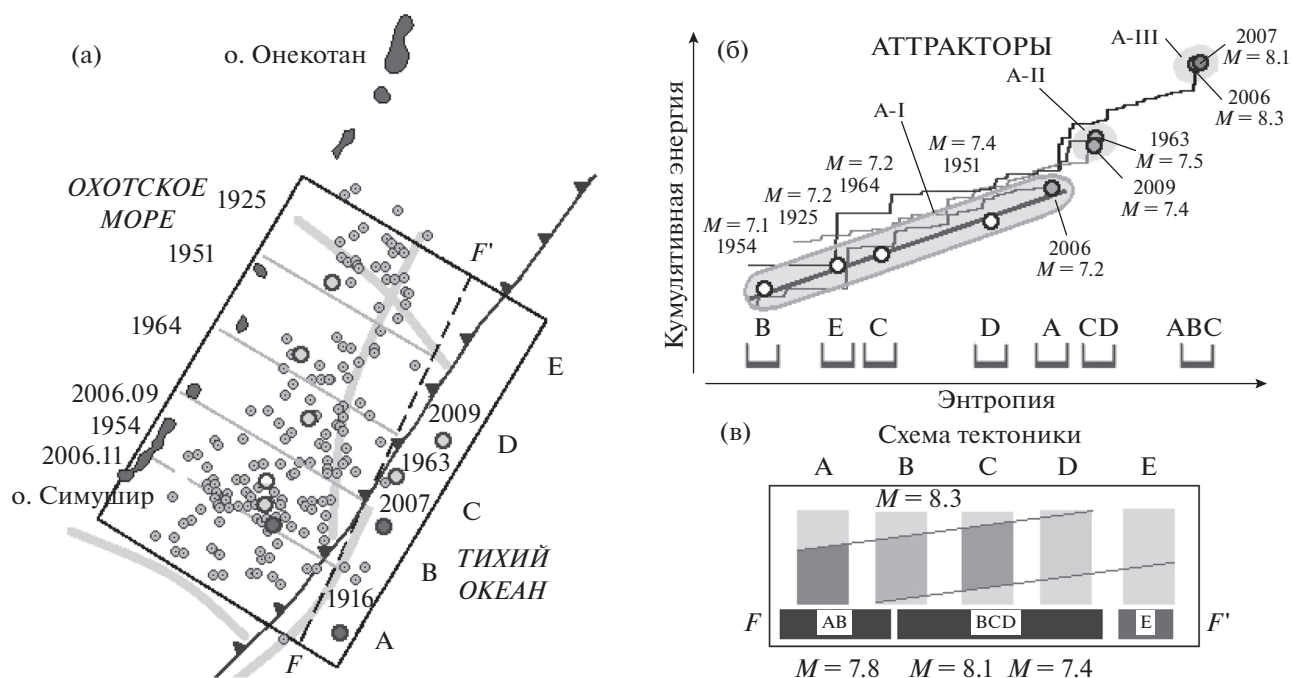 (а)
о. Онекотан
ОХОТСКОЕ
МОРЕ
1925
1951
1964
2006.09
1954
2006.11
о. Симушир
F'
E
2009
D
1963
2007
C
B
ТИХИЙ
ОКЕАН
1916
A
F
(б)
АТТРАКТОРЫ
Кумулятивная энергия
A-III
2007
M = 8.1
A-II
2006
M = 8.3
A-I
M = 7.4
1951
1963
M = 7.5
M = 7.2
1964
2009
M = 7.4
M = 7.2
1925
M = 7.1
1954
2006
M = 7.2
B E C D A CD ABC
Энтропия
(в)
Схема тектоники
A B C D E
M = 8.3
F AB BCD E F'
M = 7.8 M = 8.1 M = 7.4